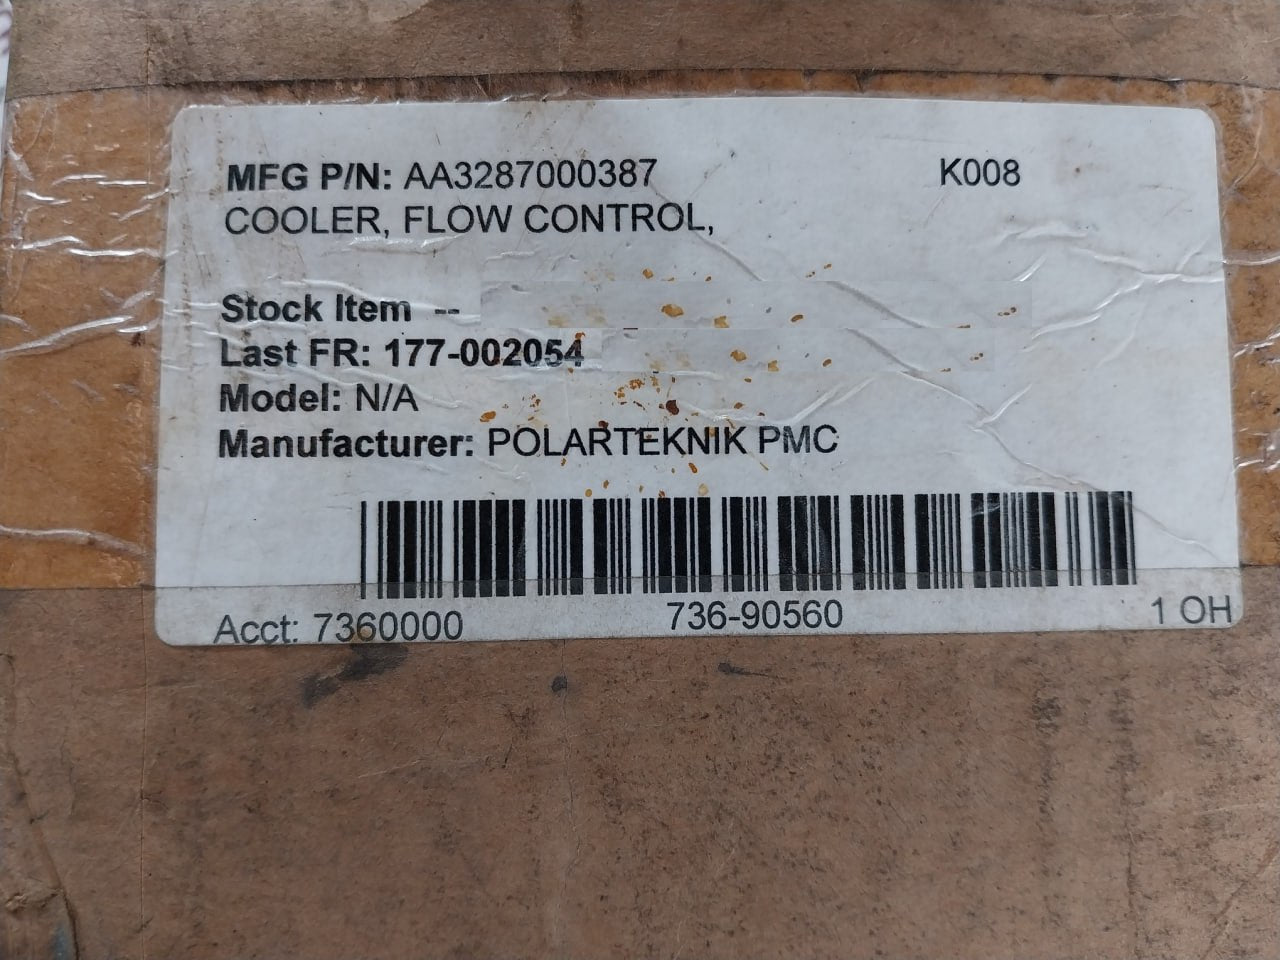 MFG P/N: AA3287000387 K008
COOLER, FLOW CONTROL,
Stock Item --
Last FR: 177-002054
Model: N/A
Manufacturer: POLARTEKNIK PMC
Acct: 7360000 736-90560 1 OH